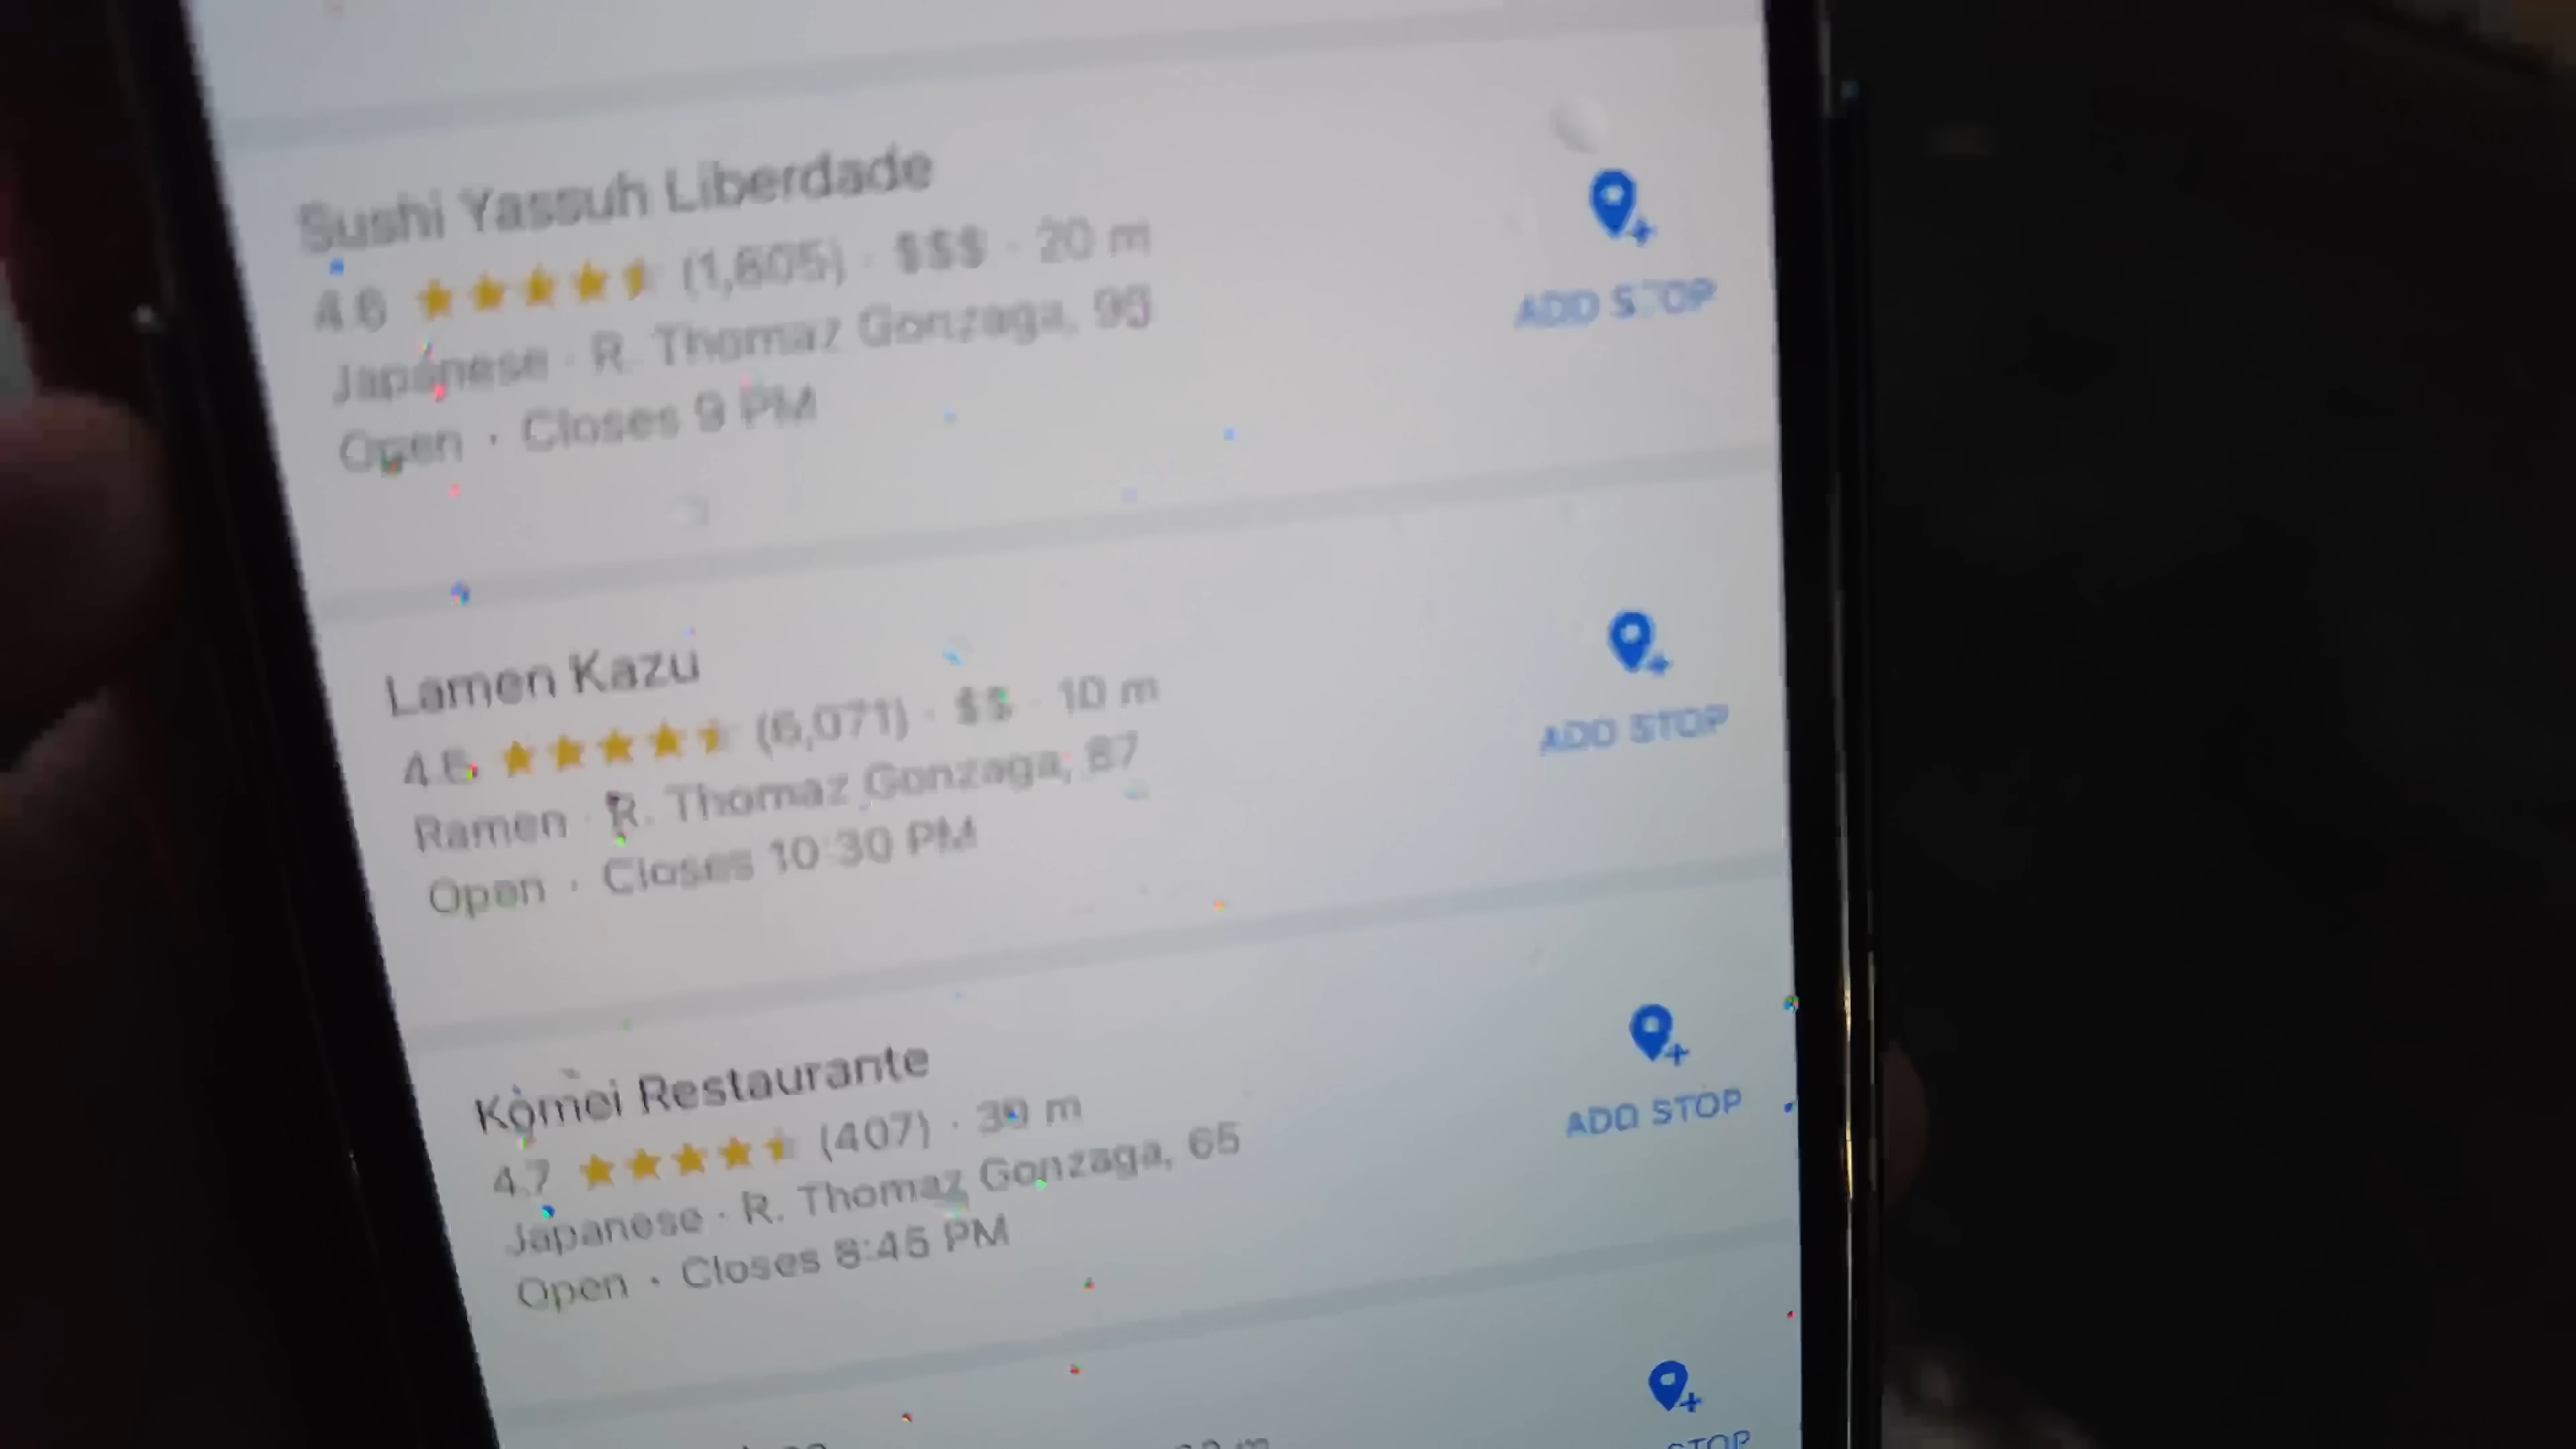 Sushi Yassuh Liberdade
4.6 (1,605) · $$$ · 20 m
Japanese · R. Thomaz Gonzaga,
Open · Closes 9 PM
ADD STOP
Lamen Kazu
4.6 (6,071) · $$ · 10 m
Ramen · R. Thomaz Gonzaga, 87
Open · Closes 10:30 PM
ADD STOP
Komei Restaurante
4.7 (407) · 30 m
Japanese · R. Thomaz Gonzaga, 65
Open · Closes 8:45 PM
ADD STOP
STOP